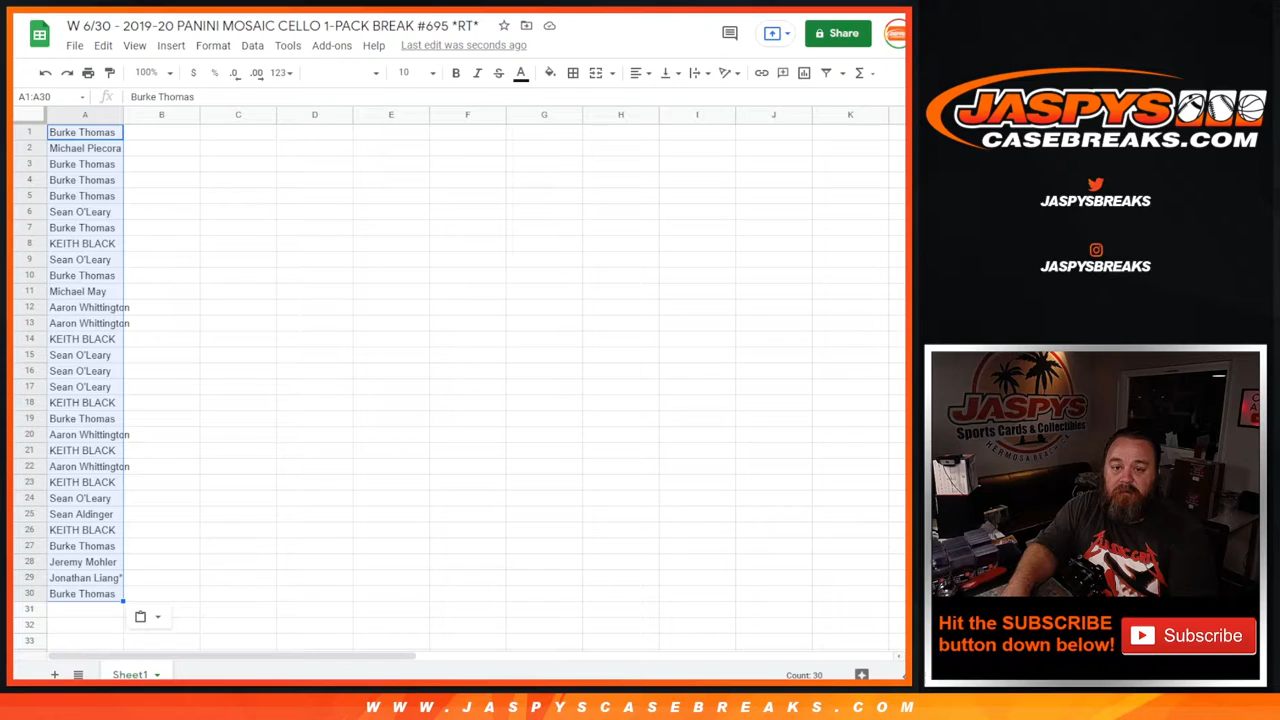 W 6/30 - 2019-20 PANINI MOSAIC CELLO 1-PACK BREAK #695 *RT*
File Edit View Insert Format Data Tools Add-ons Help Last edit was seconds ago
Share
100% $ % .0 .00 123 10 B I S A
A1:A30 fx Burke Thomas
A B C D E F G H I J K
1 Burke Thomas
2 Michael Piecora
3 Burke Thomas
4 Burke Thomas
5 Burke Thomas
6 Sean O'Leary
7 Burke Thomas
8 KEITH BLACK
9 Sean O'Leary
10 Burke Thomas
11 Michael May
12 Aaron Whittington
13 Aaron Whittington
14 KEITH BLACK
15 Sean O'Leary
16 Sean O'Leary
17 Sean O'Leary
18 KEITH BLACK
19 Burke Thomas
20 Aaron Whittington
21 KEITH BLACK
22 Aaron Whittington
23 KEITH BLACK
24 Sean O'Leary
25 Sean Aldinger
26 KEITH BLACK
27 Burke Thomas
28 Jeremy Mohler
29 Jonathan Liang*
30 Burke Thomas
31
32
33
Sheet1
Count: 30
JASPYS
CASEBREAKS.COM
JASPYSBREAKS
JASPYSBREAKS
JASPYS
Sports Cards & Collectibles
HERMOSA BEACH
Hit the SUBSCRIBE
button down below!
Subscribe
WWW.JASPYSCASEBREAKS.COM